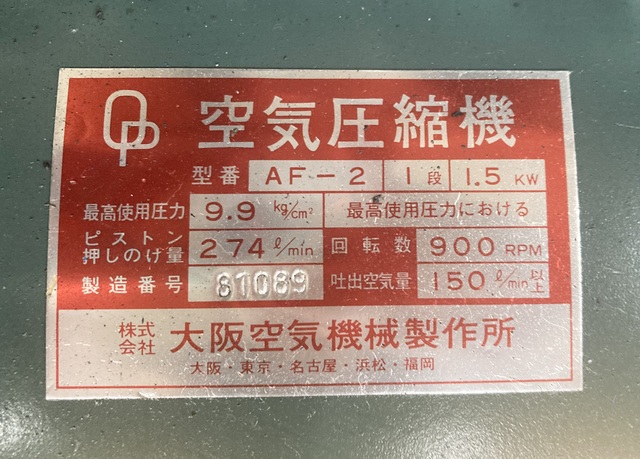 OP 空気圧縮機
型番 AF-2 1段 1.5 KW
最高使用圧力 9.9 kg/cm² 最高使用圧力における
ピストン押しのけ量 274 ℓ/min 回転数 900 RPM
製造番号 81089 吐出空気量 150 ℓ/min以上
株式会社 大阪空気機械製作所
大阪・東京・名古屋・浜松・福岡